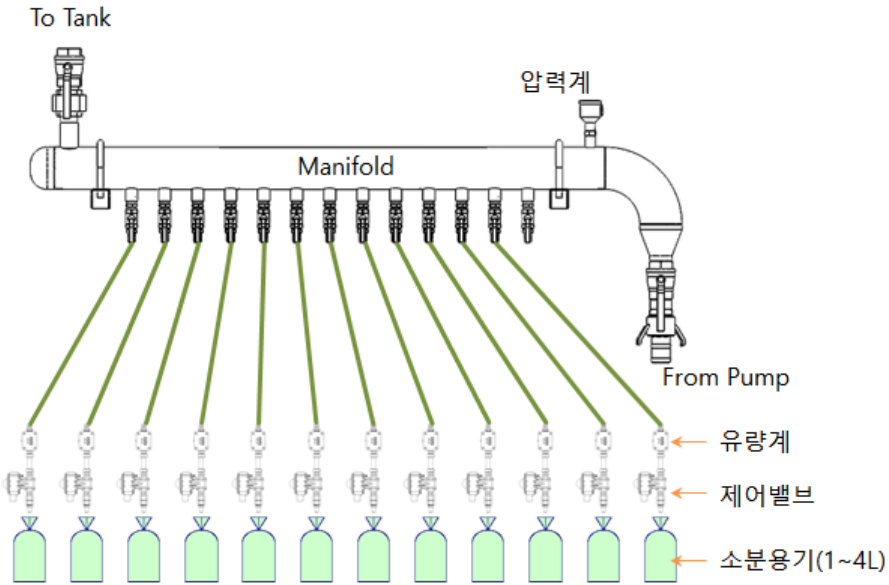 To Tank
압력계
Manifold
From Pump
유량계
제어밸브
소분용기(1~4L)